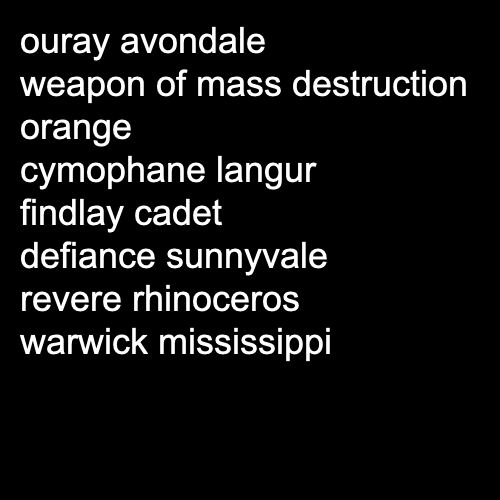 ouray avondale
weapon of mass destruction
orange
cymophane langur
findlay cadet
defiance sunnyvale
revere rhinoceros
warwick mississippi